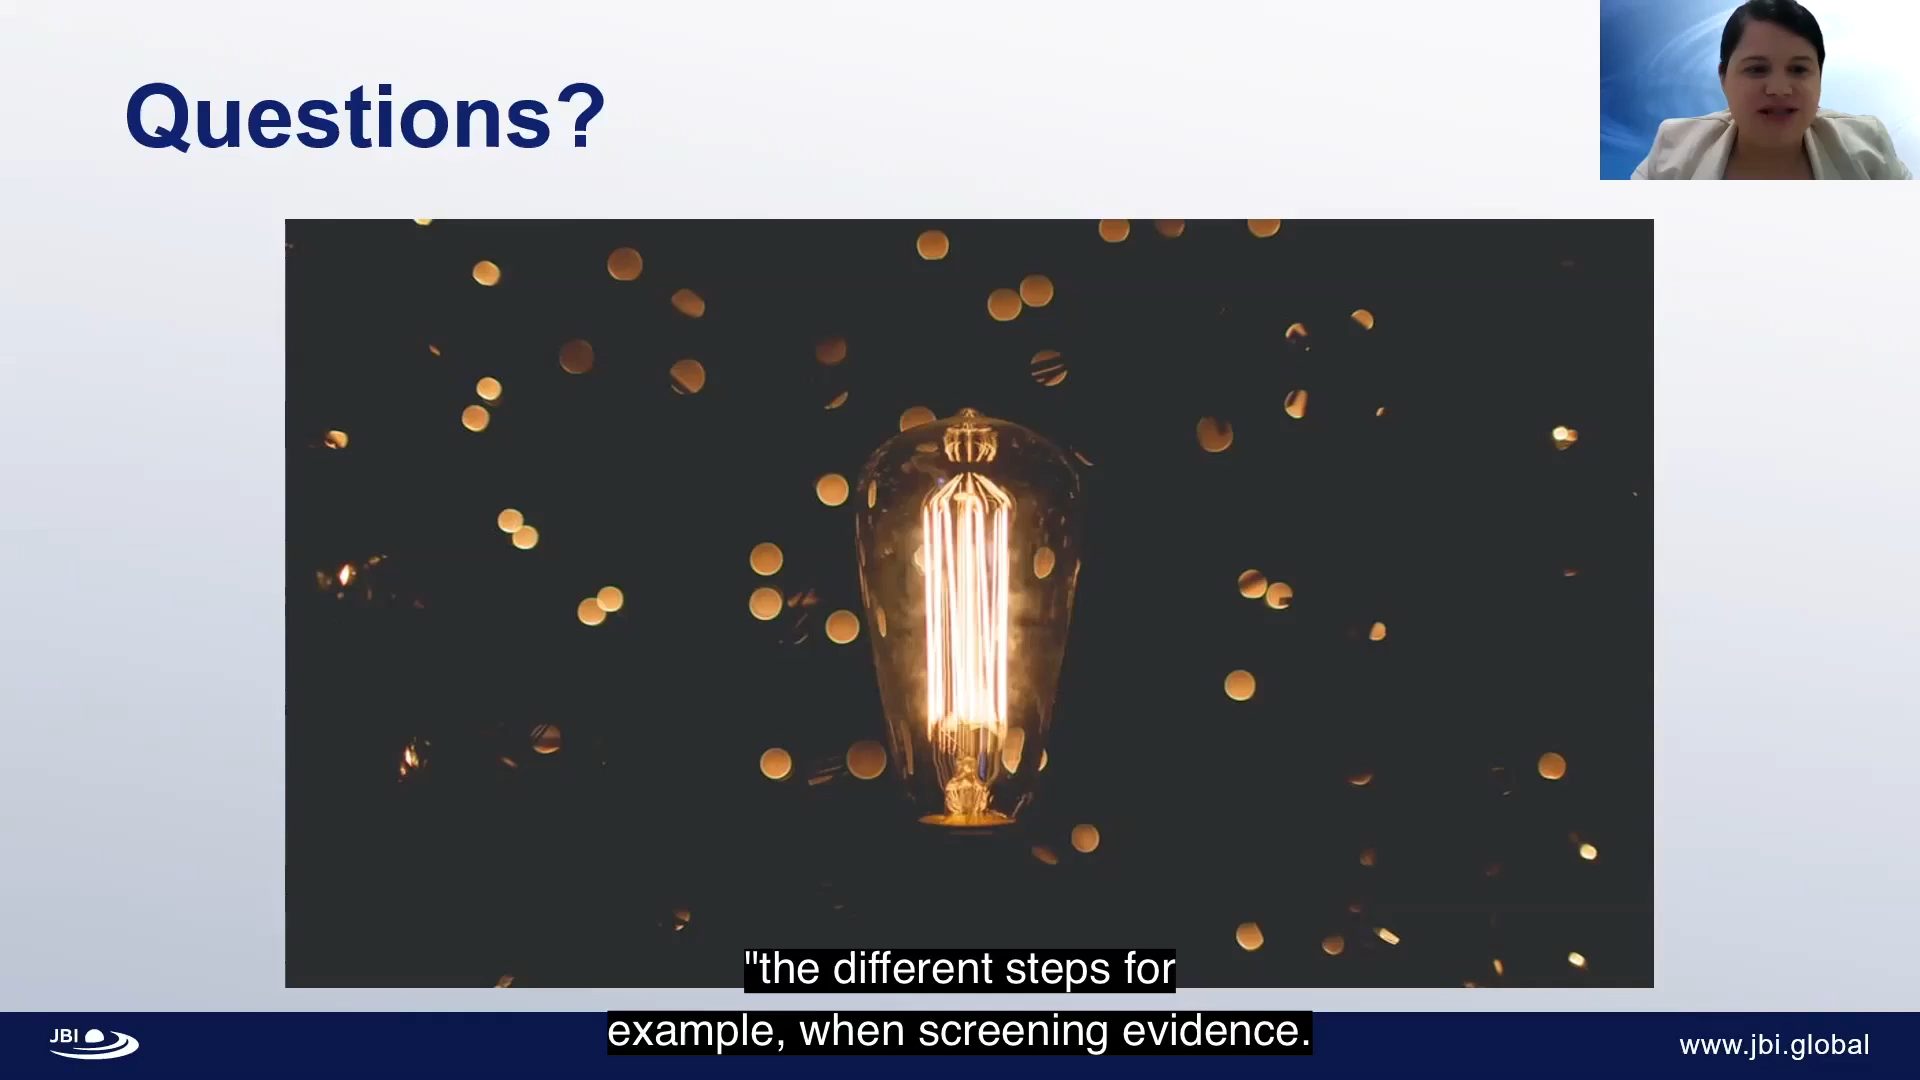 Questions?
"the different steps for
example, when screening evidence.
JBI
www.jbi.global